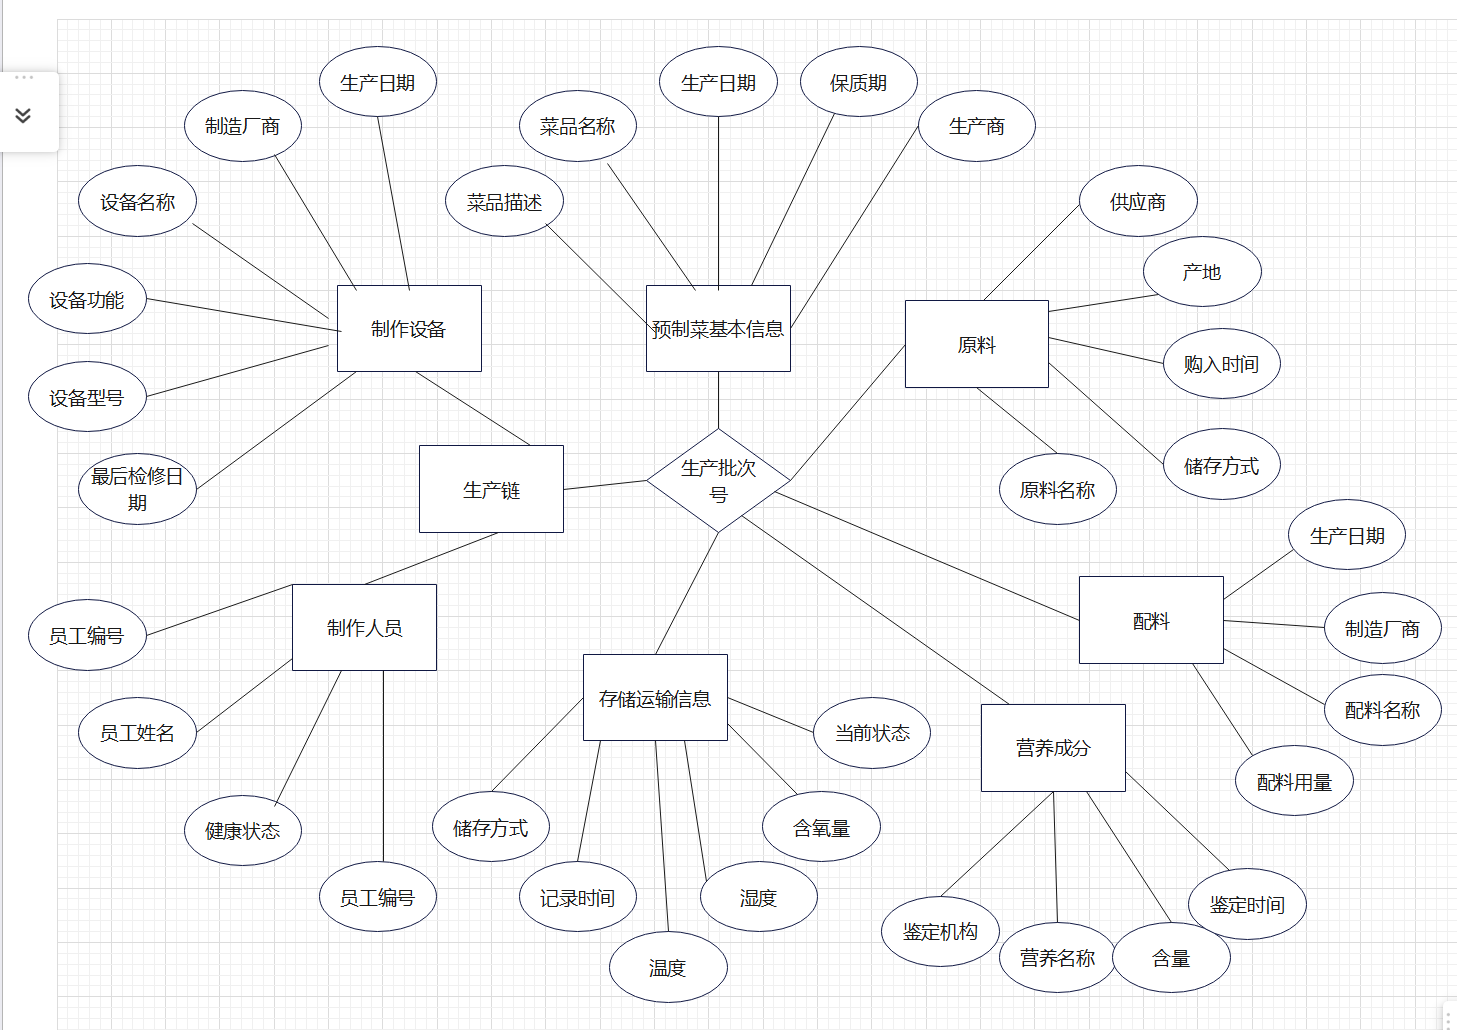 生产日期
生产日期
保质期
制造厂商
菜品名称
生产商
设备名称
菜品描述
供应商
产地
设备功能
制作设备
预制菜基本信息
原料
购入时间
设备型号
储存方式
最后检修日
期
生产链
生产批次
号
原料名称
生产日期
员工编号
制作人员
配料
制造厂商
存储运输信息
配料名称
员工姓名
当前状态
营养成分
配料用量
健康状态
储存方式
含氧量
员工编号
记录时间
湿度
鉴定时间
温度
鉴定机构
营养名称
含量